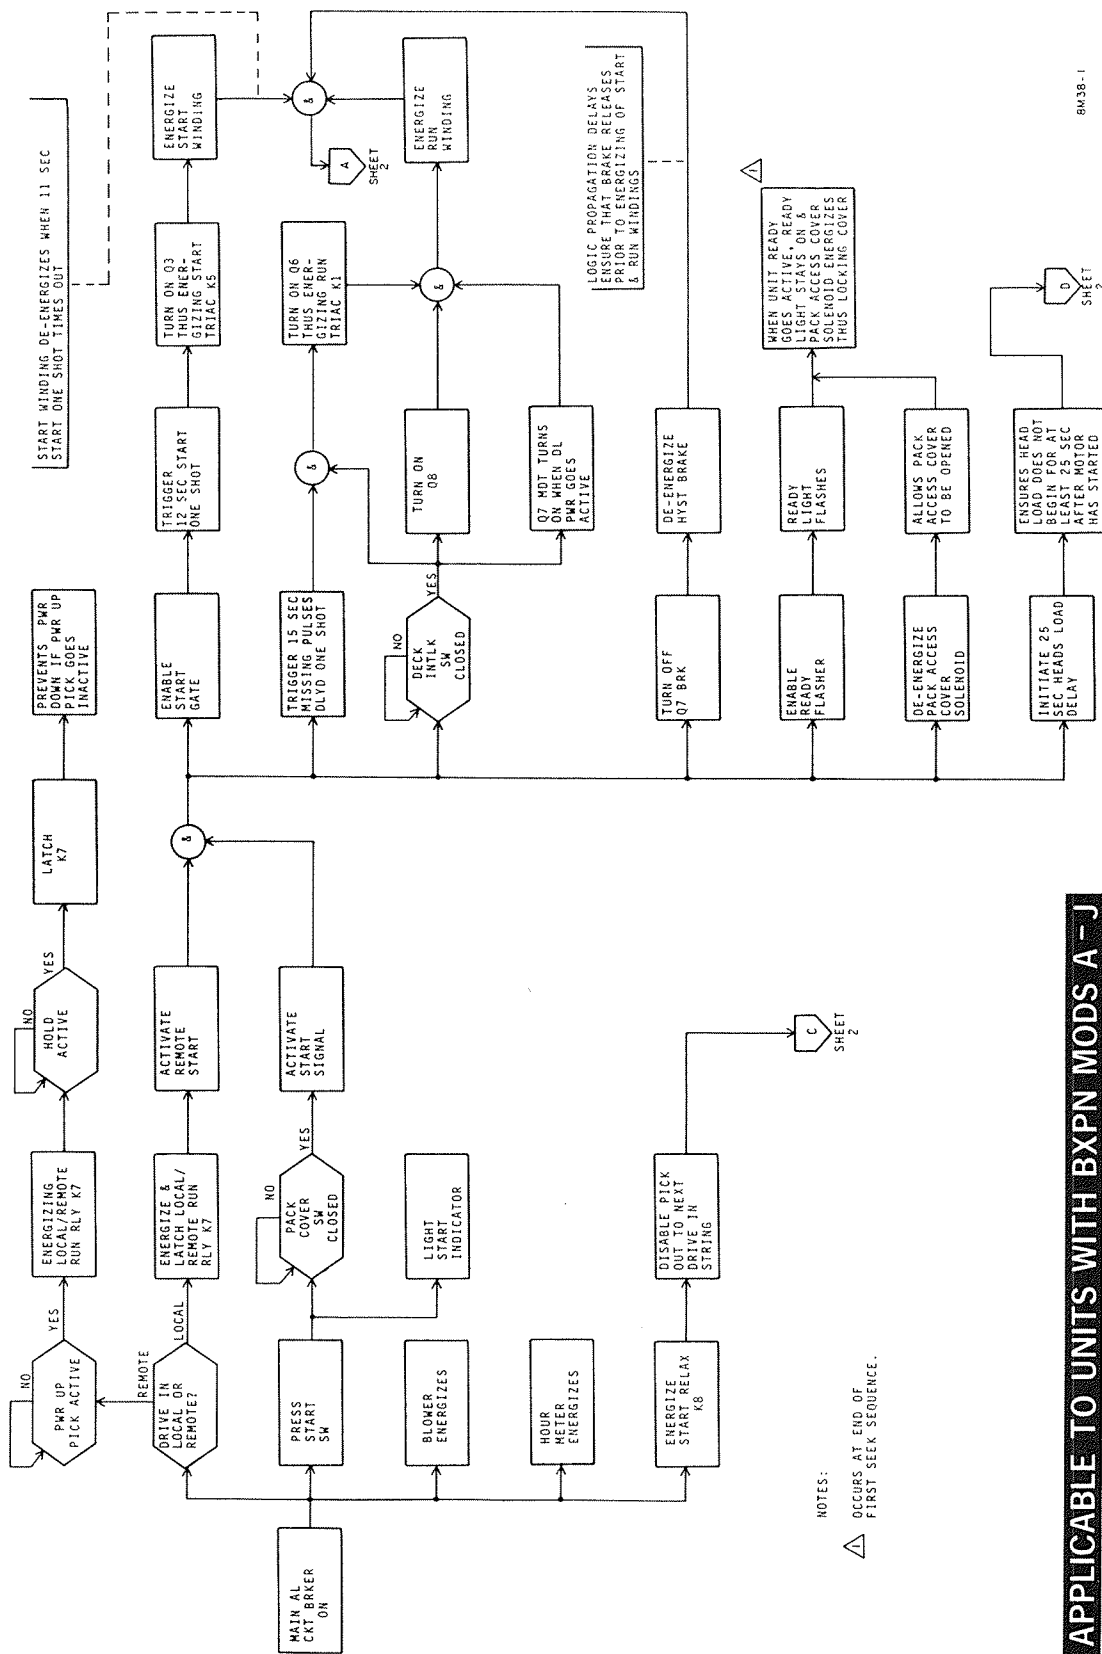 START WINDING DE-ENERGIZES WHEN 11 SEC
START ONE SHOT TIMES OUT
PWR UP
PICK ACTIVE
NO
YES
ENERGIZING
LOCAL/REMOTE
RUN RLY K7
HOLD
ACTIVE
NO
YES
LATCH
K7
PREVENTS PWR
DOWN IF PWR UP
PICK GOES
INACTIVE
REMOTE
DRIVE IN
LOCAL OR
REMOTE?
LOCAL
ENERGIZE &
LATCH LOCAL/
REMOTE RUN
RLY K7
ACTIVATE
REMOTE
START
&
ENABLE
START
GATE
TRIGGER
12 SEC START
ONE SHOT
TURN ON Q3
THUS ENER-
GIZING START
TRIAC K5
ENERGIZE
START
WINDING
MAIN AL
CKT BRKER
ON
PRESS
START
SW
PACK
COVER
SW
CLOSED
NO
YES
ACTIVATE
START
SIGNAL
TRIGGER 15 SEC
MISSING PULSES
DLYD ONE SHOT
&
TURN ON Q6
THUS ENER-
GIZING RUN
TRIAC K1
&
A
SHEET
2
BLOWER
ENERGIZES
LIGHT
START
INDICATOR
DECK
INTLK
SW
CLOSED
NO
YES
TURN ON
Q8
&
ENERGIZE
RUN
WINDING
HOUR
METER
ENERGIZES
Q7 MDT TURNS
ON WHEN DL
PWR GOES
ACTIVE
LOGIC PROPAGATION DELAYS
ENSURE THAT BRAKE RELEASES
PRIOR TO ENERGIZING OF START
& RUN WINDINGS
ENERGIZE
START RELAX
K8
DISABLE PICK
OUT TO NEXT
DRIVE IN
STRING
TURN OFF
Q7 BRK
DE-ENERGIZE
HYST BRAKE
C
SHEET
2
ENABLE
READY
FLASHER
READY
LIGHT
FLASHES
WHEN UNIT READY
GOES ACTIVE, READY
LIGHT STAYS ON &
PACK ACCESS COVER
SOLENOID ENERGIZES
THUS LOCKING COVER
1
DE-ENERGIZE
PACK ACCESS
COVER
SOLENOID
ALLOWS PACK
ACCESS COVER
TO BE OPENED
INITIATE 25
SEC HEADS LOAD
DELAY
ENSURES HEAD
LOAD DOES NOT
BEGIN FOR AT
LEAST 25 SEC
AFTER MOTOR
HAS STARTED
D
SHEET
2
NOTES:
1 OCCURS AT END OF
FIRST SEEK SEQUENCE.
8M38-1
APPLICABLE TO UNITS WITH BXPN MODS A-J